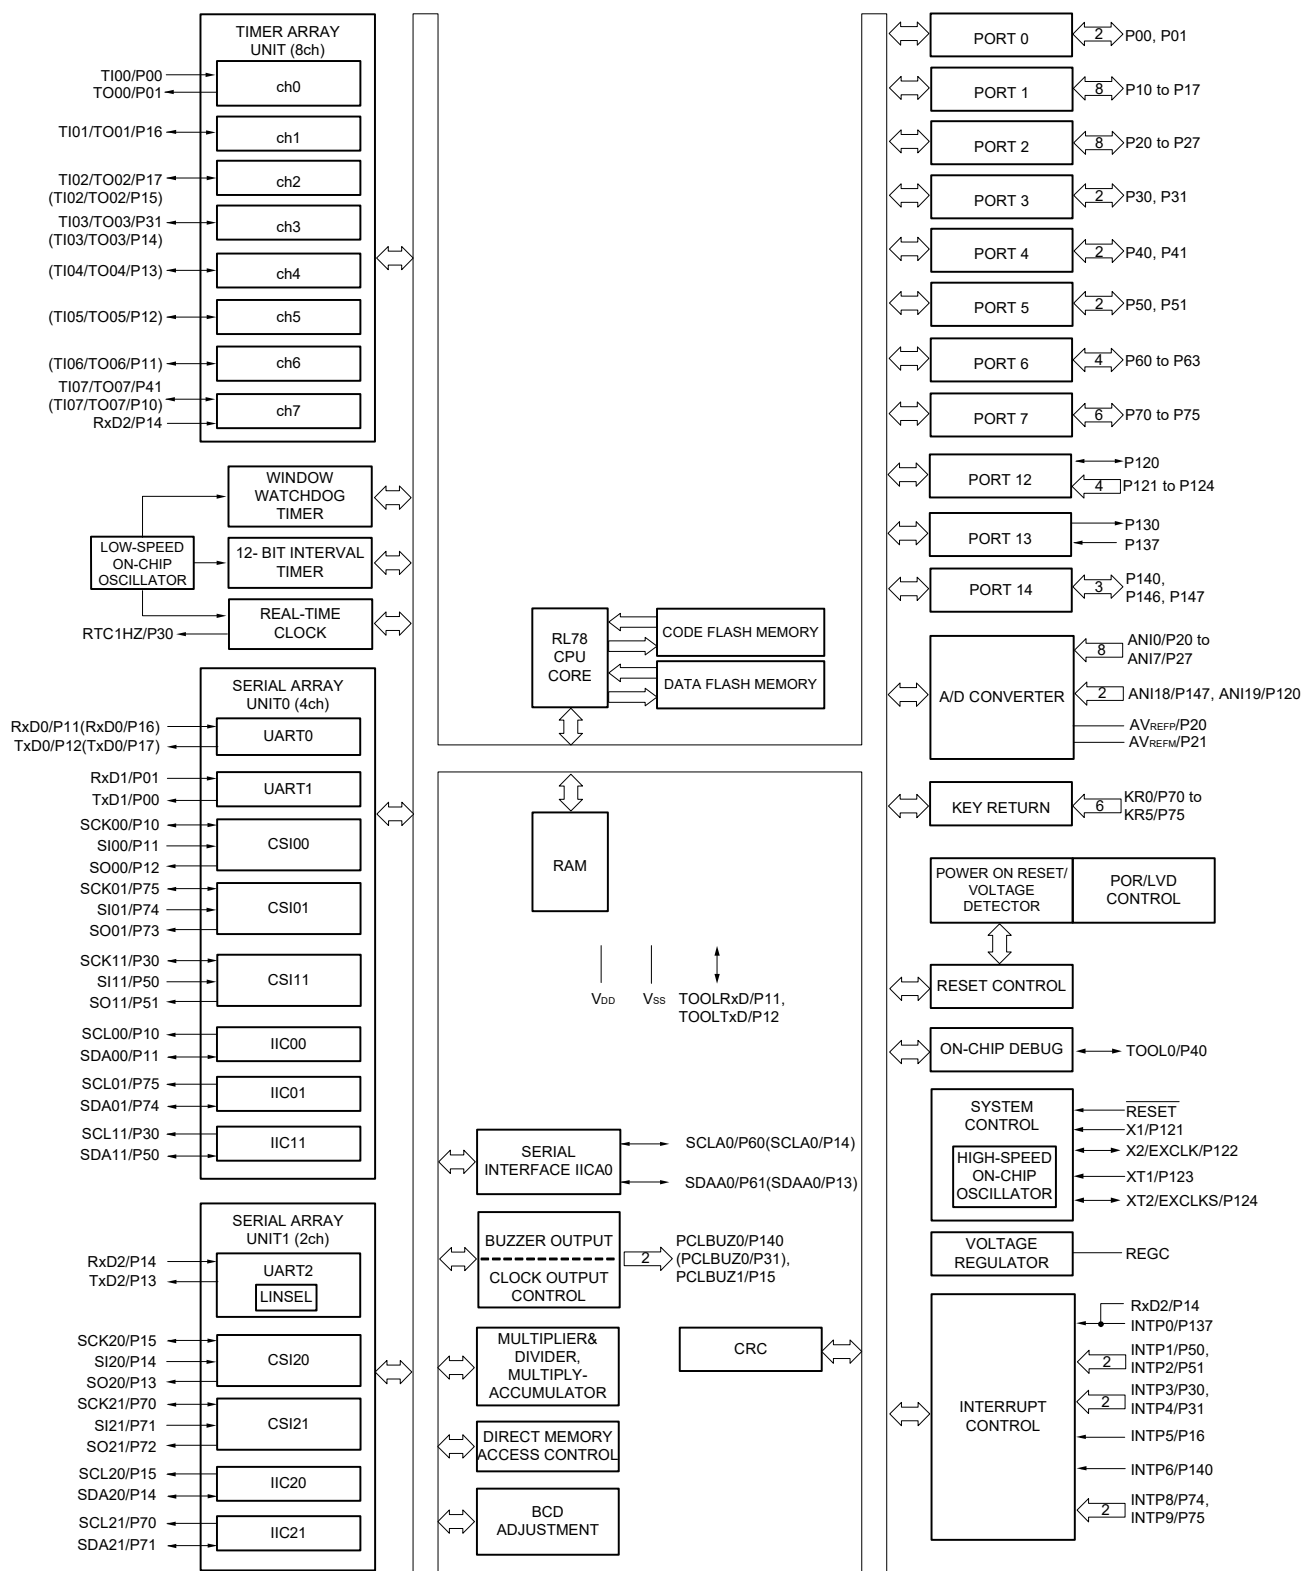 TIMER ARRAY
UNIT (8ch)
TI00/P00
TO00/P01
ch0
TI01/TO01/P16
ch1
TI02/TO02/P17
(TI02/TO02/P15)
ch2
TI03/TO03/P31
(TI03/TO03/P14)
ch3
(TI04/TO04/P13)
ch4
(TI05/TO05/P12)
ch5
(TI06/TO06/P11)
ch6
TI07/TO07/P41
(TI07/TO07/P10)
RxD2/P14
ch7
WINDOW
WATCHDOG
TIMER
LOW-SPEED
ON-CHIP
OSCILLATOR
12- BIT INTERVAL
TIMER
REAL-TIME
CLOCK
RTC1HZ/P30
SERIAL ARRAY
UNIT0 (4ch)
RxD0/P11(RxD0/P16)
TxD0/P12(TxD0/P17)
UART0
RxD1/P01
TxD1/P00
UART1
SCK00/P10
SI00/P11
SO00/P12
CSI00
SCK01/P75
SI01/P74
SO01/P73
CSI01
SCK11/P30
SI11/P50
SO11/P51
CSI11
SCL00/P10
SDA00/P11
IIC00
SCL01/P75
SDA01/P74
IIC01
SCL11/P30
SDA11/P50
IIC11
SERIAL ARRAY
UNIT1 (2ch)
RxD2/P14
TxD2/P13
UART2
LINSEL
SCK20/P15
SI20/P14
SO20/P13
CSI20
SCK21/P70
SI21/P71
SO21/P72
CSI21
SCL20/P15
SDA20/P14
IIC20
SCL21/P70
SDA21/P71
IIC21
RL78
CPU
CORE
CODE FLASH MEMORY
DATA FLASH MEMORY
RAM
VDD
VSS
TOOLRxD/P11,
TOOLTxD/P12
SERIAL
INTERFACE IICA0
SCLA0/P60(SCLA0/P14)
SDAA0/P61(SDAA0/P13)
BUZZER OUTPUT
CLOCK OUTPUT
CONTROL
2
PCLBUZ0/P140
(PCLBUZ0/P31),
PCLBUZ1/P15
MULTIPLIER&
DIVIDER,
MULTIPLY-
ACCUMULATOR
CRC
DIRECT MEMORY
ACCESS CONTROL
BCD
ADJUSTMENT
PORT 0
2
P00, P01
PORT 1
8
P10 to P17
PORT 2
8
P20 to P27
PORT 3
2
P30, P31
PORT 4
2
P40, P41
PORT 5
2
P50, P51
PORT 6
4
P60 to P63
PORT 7
6
P70 to P75
PORT 12
P120
4
P121 to P124
PORT 13
P130
P137
PORT 14
3
P140,
P146, P147
A/D CONVERTER
8
ANI0/P20 to
ANI7/P27
2
ANI18/P147, ANI19/P120
AVREFP/P20
AVREFM/P21
KEY RETURN
6
KR0/P70 to
KR5/P75
POWER ON RESET/
VOLTAGE
DETECTOR
POR/LVD
CONTROL
RESET CONTROL
ON-CHIP DEBUG
TOOL0/P40
SYSTEM
CONTROL
HIGH-SPEED
ON-CHIP
OSCILLATOR
RESET
X1/P121
X2/EXCLK/P122
XT1/P123
XT2/EXCLKS/P124
VOLTAGE
REGULATOR
REGC
INTERRUPT
CONTROL
RxD2/P14
INTP0/P137
2
INTP1/P50,
INTP2/P51
2
INTP3/P30,
INTP4/P31
INTP5/P16
INTP6/P140
2
INTP8/P74,
INTP9/P75